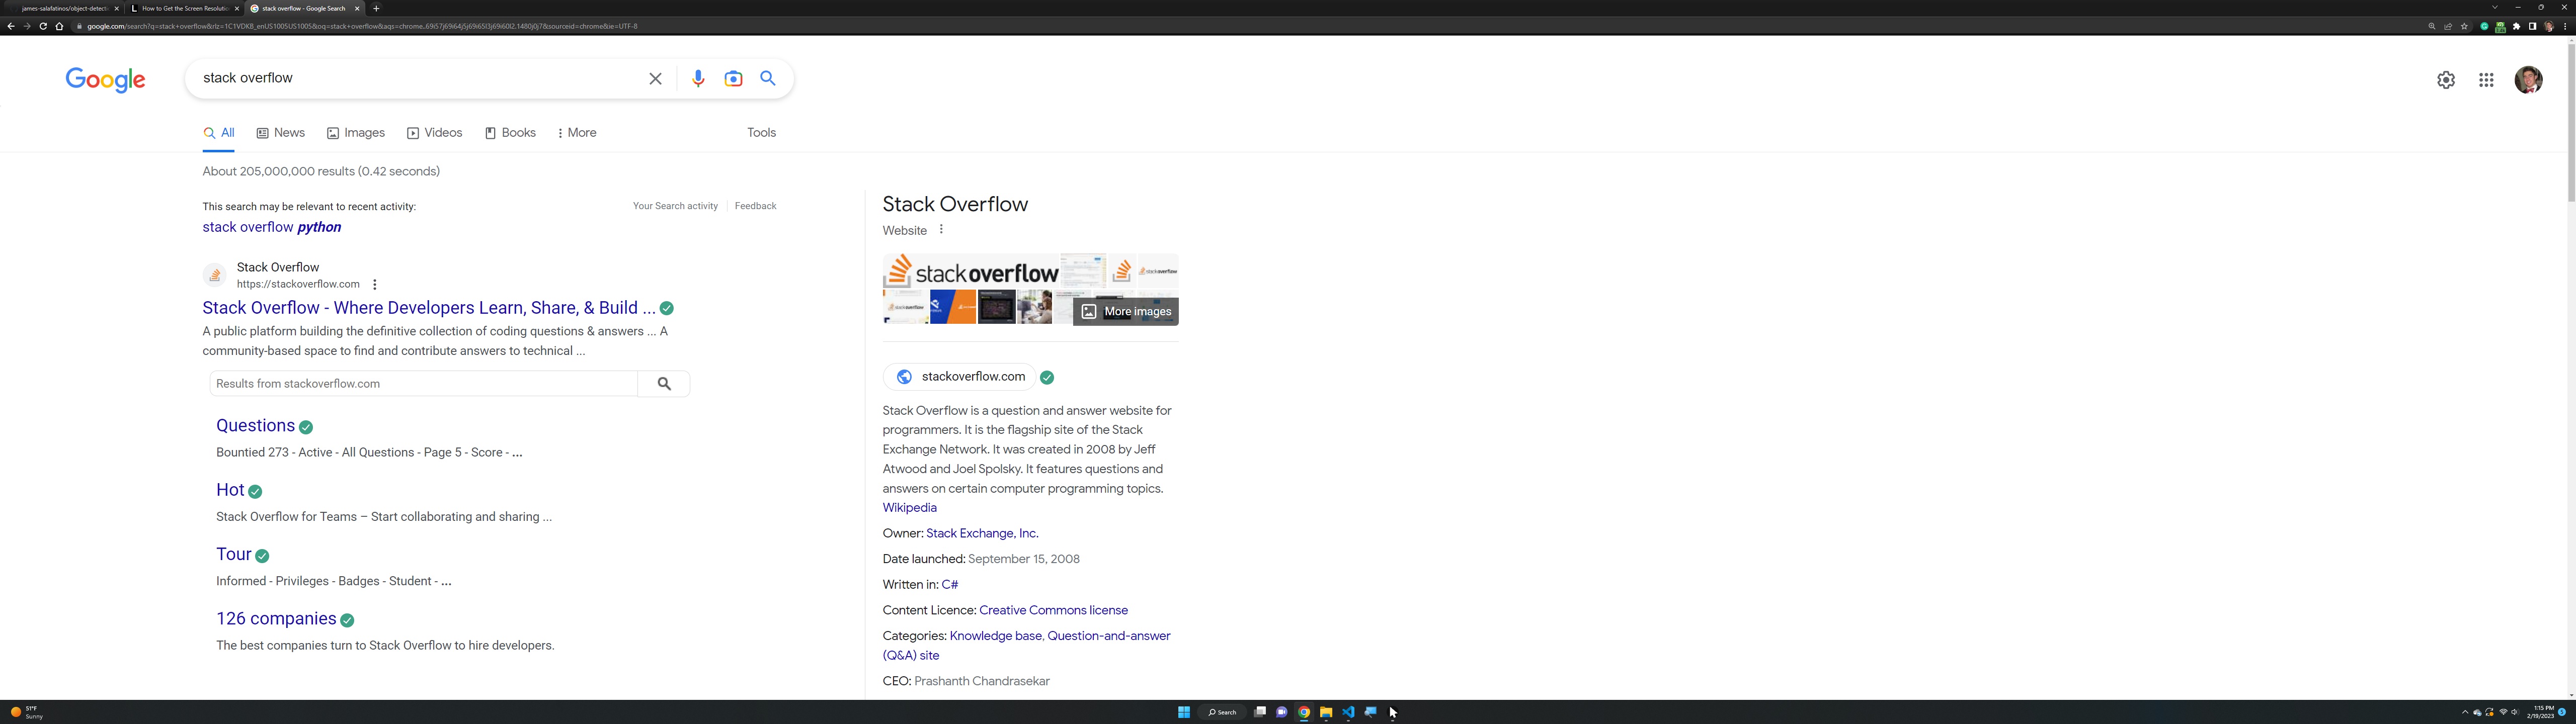 james-salafatinos/object-detecti
How to Get the Screen Resolutio
stack overflow - Google Search
google.com/search?q=stack+overflow&rlz=1C1VDKB_enUS1005US1005&oq=stack+overflow&aqs=chrome..69i57j69i64j5j69i65l3j69i60l2.1480j0j7&sourceid=chrome&ie=UTF-8
Google
stack overflow
All News Images Videos Books More Tools
About 205,000,000 results (0.42 seconds)
This search may be relevant to recent activity:
Your Search activity Feedback
stack overflow python
Stack Overflow
https://stackoverflow.com
Stack Overflow - Where Developers Learn, Share, & Build ...
A public platform building the definitive collection of coding questions & answers ... A
community-based space to find and contribute answers to technical ...
Results from stackoverflow.com
Questions
Bountied 273 - Active - All Questions - Page 5 - Score - ...
Hot
Stack Overflow for Teams – Start collaborating and sharing ...
Tour
Informed - Privileges - Badges - Student - ...
126 companies
The best companies turn to Stack Overflow to hire developers.
Stack Overflow
Website
stackoverflow
stackoverflow
stackoverflow
More images
stackoverflow.com
Stack Overflow is a question and answer website for
programmers. It is the flagship site of the Stack
Exchange Network. It was created in 2008 by Jeff
Atwood and Joel Spolsky. It features questions and
answers on certain computer programming topics.
Wikipedia
Owner: Stack Exchange, Inc.
Date launched: September 15, 2008
Written in: C#
Content Licence: Creative Commons license
Categories: Knowledge base, Question-and-answer
(Q&A) site
CEO: Prashanth Chandrasekar
51°F
Sunny
Search
1:15 PM
2/19/2023